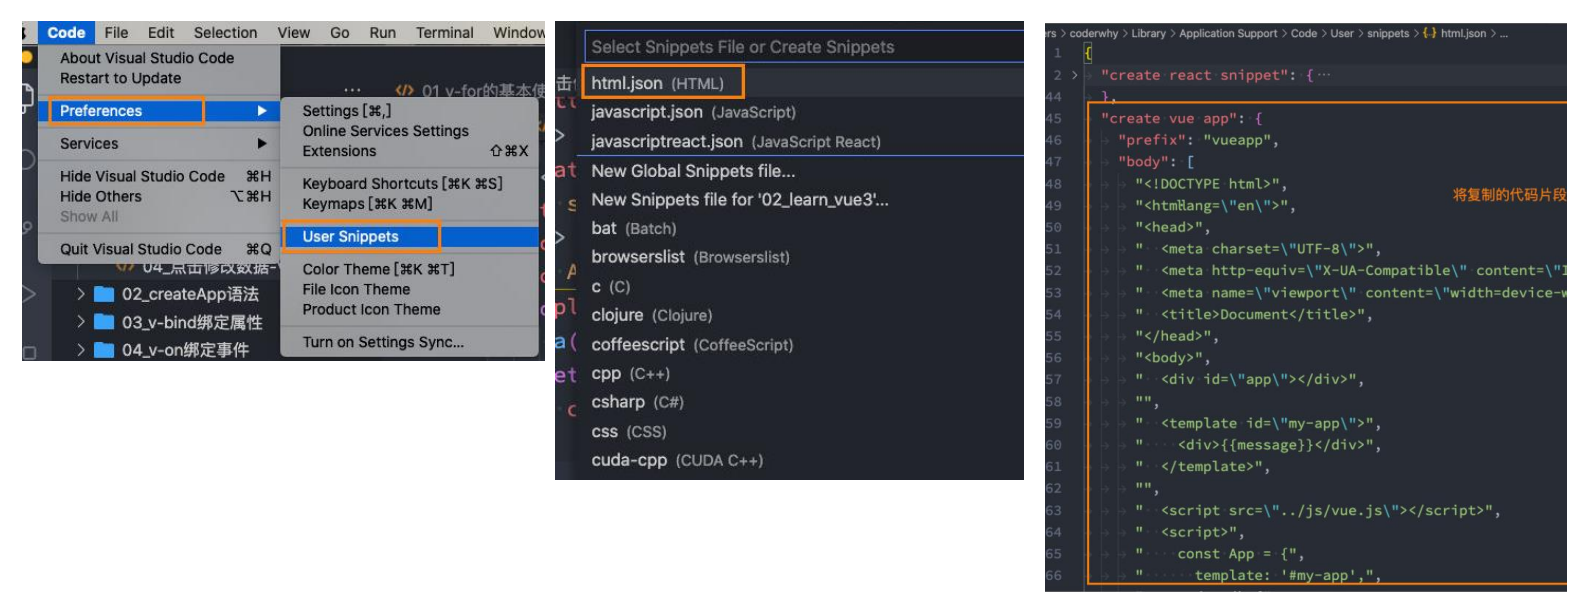 Code File Edit Selection View Go Run Terminal Window
About Visual Studio Code
Restart to Update
Preferences
Services
Hide Visual Studio Code ⌘H
Hide Others ⌥⌘H
Show All
Quit Visual Studio Code ⌘Q
01_v-for的基本使
Settings [⌘,]
Online Services Settings
Extensions ⇧⌘X
Keyboard Shortcuts [⌘K ⌘S]
Keymaps [⌘K ⌘M]
User Snippets
Color Theme [⌘K ⌘T]
File Icon Theme
Product Icon Theme
Turn on Settings Sync...
04_点击修改数据-
02_createApp语法
03_v-bind绑定属性
04_v-on绑定事件
Select Snippets File or Create Snippets
html.json (HTML)
javascript.json (JavaScript)
javascriptreact.json (JavaScript React)
New Global Snippets file...
New Snippets file for '02_learn_vue3'...
bat (Batch)
browserslist (Browserslist)
c (C)
clojure (Clojure)
coffeescript (CoffeeScript)
cpp (C++)
csharp (C#)
css (CSS)
cuda-cpp (CUDA C++)
ers > coderwhy > Library > Application Support > Code > User > snippets > {..} html.json > ...
1 {
2 > "create react snippet": { ...
44 },
45 "create vue app": {
46 "prefix": "vueapp",
47 "body": [
48 "<!DOCTYPE html>",
将复制的代码片段
49 "<html lang=\"en\">",
50 "<head>",
51 " <meta charset=\"UTF-8\">",
52 " <meta http-equiv=\"X-UA-Compatible\" content=\"I
53 " <meta name=\"viewport\" content=\"width=device-w
54 " <title>Document</title>",
55 "</head>",
56 "<body>",
57 " <div id=\"app\"></div>",
58 "",
59 " <template id=\"my-app\">",
60 " <div>{{message}}</div>",
61 " </template>",
62 "",
63 " <script src=\"../js/vue.js\"></script>",
64 " <script>",
65 " const App = {",
66 " template: '#my-app',",